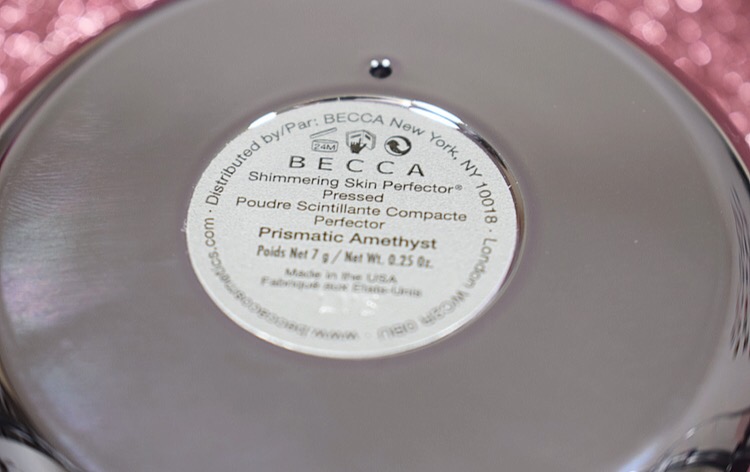 Distributed by/Par: BECCA New York, NY 10018 · London WC2R 0BU · www.beccacosmetics.com ·
24M
BECCA
Shimmering Skin Perfector®
Pressed
Poudre Scintillante Compacte
Perfector
Prismatic Amethyst
Poids Net 7 g / Net Wt. 0.25 Oz.
Made in the USA
Fabriqué aux Etats-Unis